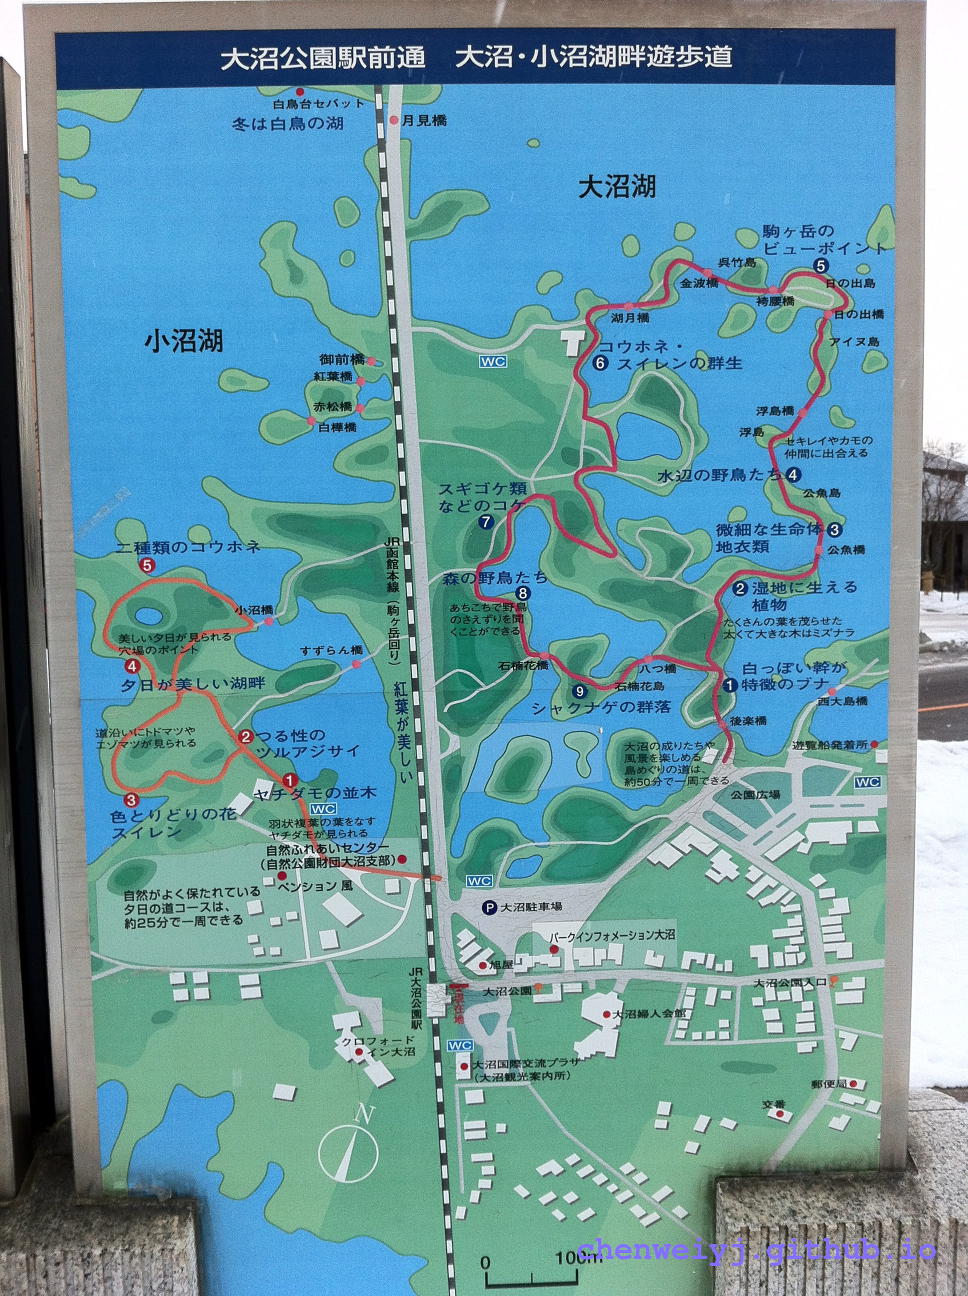 大沼公園駅前通　大沼・小沼湖畔遊歩道
白鳥台セバット
冬は白鳥の湖
月見橋
大沼湖
駒ヶ岳の
ビューポイント
5
呉竹島
金波橋
袴腰橋
日の出島
日の出橋
湖月橋
アイヌ島
小沼湖
御前橋
紅葉橋
赤松橋
白樺橋
WC
コウホネ・
6 スイレンの群生
浮島橋
浮島
セキレイやカモの
仲間に出会える
水辺の野鳥たち 4
公魚島
スギゴケ類
などのコケ
7
微細な生命体 3
地衣類
公魚橋
二種類のコウホネ
5
JR函館本線(駒ヶ岳回り)
森の野鳥たち
8
あちこちで野鳥
のさえずりを聞
くことができる
2 湿地に生える
植物
たくさんの葉を茂らせた
太くて大きな木はミズナラ
小沼橋
美しい夕日が見られる
穴場のポイント
4
夕日が美しい湖畔
すずらん橋
石楠花橋
八つ橋
石楠花島
9
シャクナゲの群落
1 白っぽい幹が
特徴のブナ
西大島橋
後楽橋
紅葉が美しい
道沿いにトドマツや
エゾマツが見られる
2 つる性の
ツルアジサイ
大沼の成りたちや
風景を楽しめる
島めぐりの道は、
約50分で一周できる
遊覧船発着所
WC
公園広場
1
ヤチダモの並木
3
色とりどりの花
スイレン
WC
羽状複葉の葉をなす
ヤチダモが見られる
自然ふれあいセンター
(自然公園財団大沼支部)
ペンション 風
自然がよく保たれている
夕日の道コースは、
約25分で一周できる
WC
P 大沼駐車場
パークインフォメーション大沼
旭屋
JR大沼公園駅
現在地
大沼公園
大沼公園入口
大沼婦人会館
クロフォード
イン大沼
WC
大沼国際交流プラザ
(大沼観光案内所)
郵便局
交番
N
0 100m
chenweiyj.github.io